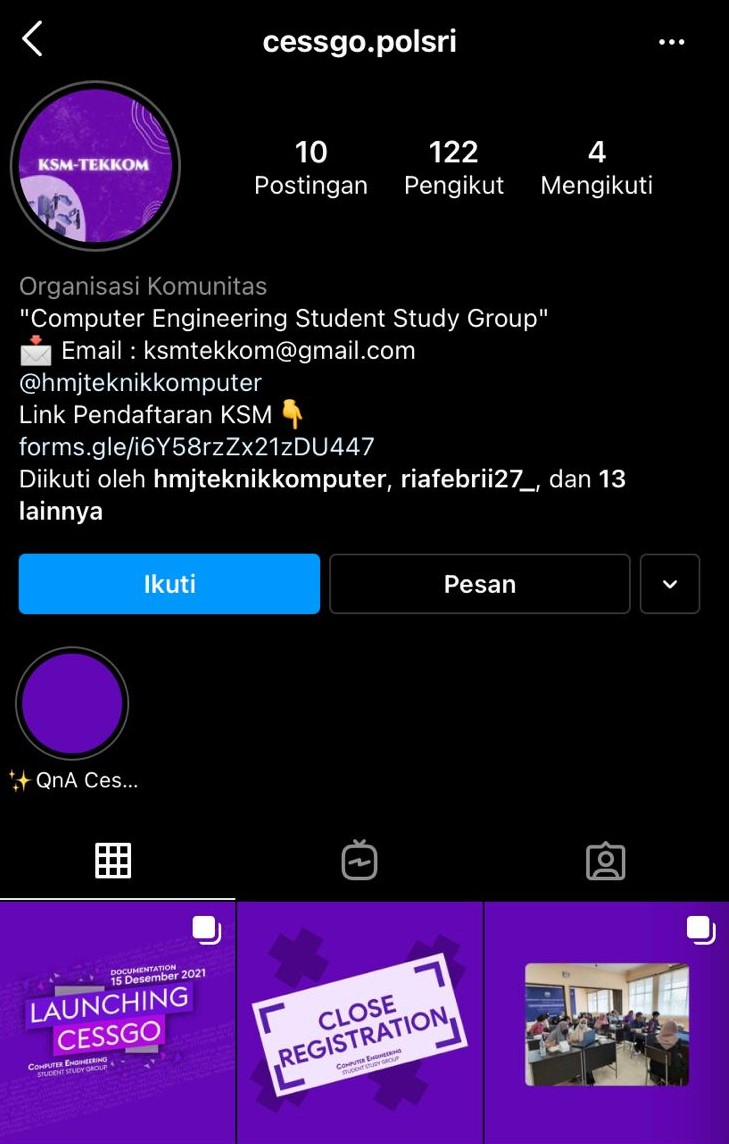 cessgo.polsri
KSM-TEKKOM
10
Postingan
122
Pengikut
4
Mengikuti
Organisasi Komunitas
"Computer Engineering Student Study Group"
📩 Email : ksmtekkom@gmail.com
@hmjteknikkomputer
Link Pendaftaran KSM 👇
forms.gle/i6Y58rzZx21zDU447
Diikuti oleh hmjteknikkomputer, riafebrii27_, dan 13
lainnya
Ikuti
Pesan
✨QnA Ces...
DOCUMENTATION
15 Desember 2021
LAUNCHING
CESSGO
COMPUTER ENGINEERING
STUDENT STUDY GROUP
CLOSE
REGISTRATION
COMPUTER ENGINEERING
STUDENT STUDY GROUP